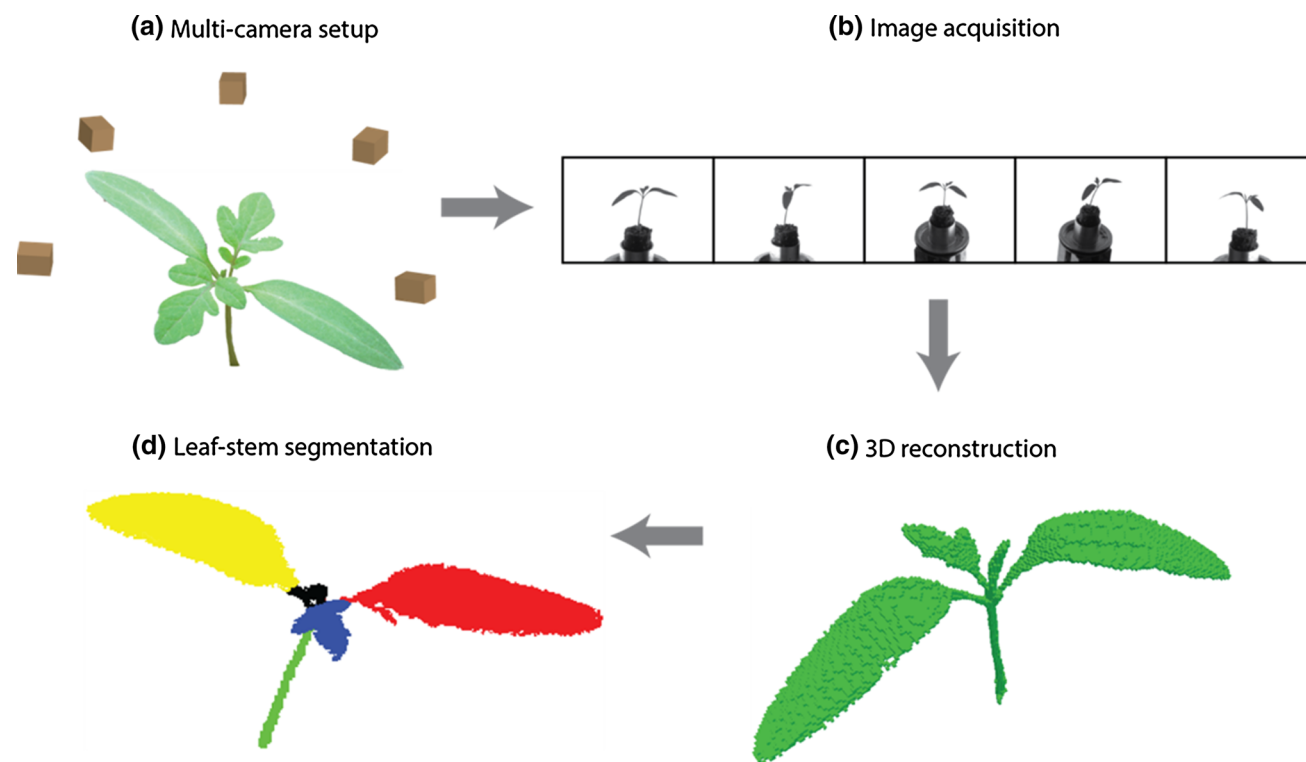 (a) Multi-camera setup
(b) Image acquisition
(d) Leaf-stem segmentation
(c) 3D reconstruction